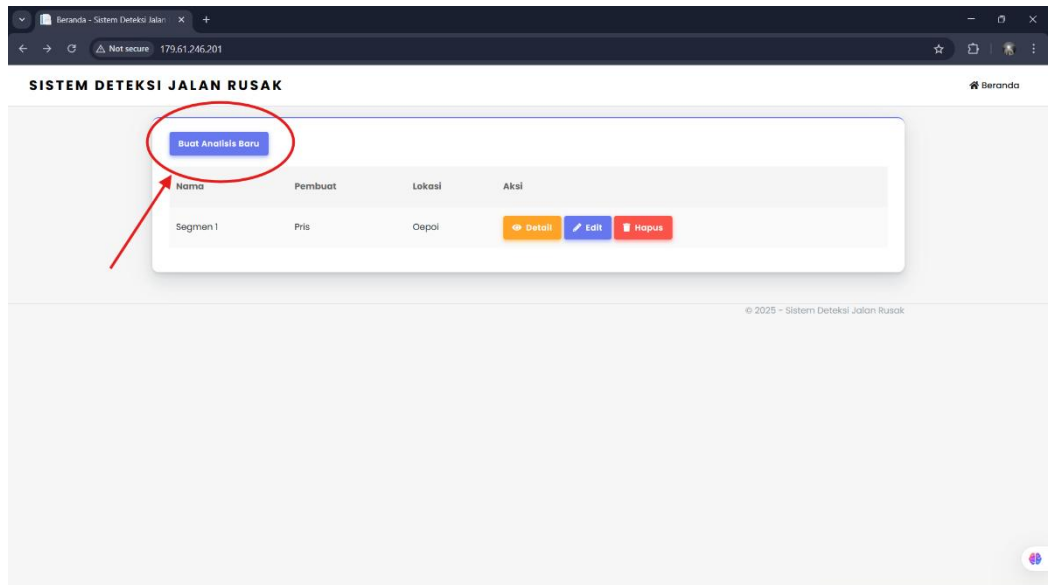 Beranda - Sistem Deteksi Jalan
Not secure 179.61.246.201
SISTEM DETEKSI JALAN RUSAK
Beranda
Buat Analisis Baru
Nama Pembuat Lokasi Aksi
Segmen 1 Pris Oepoi Detail Edit Hapus
© 2025 - Sistem Deteksi Jalan Rusak